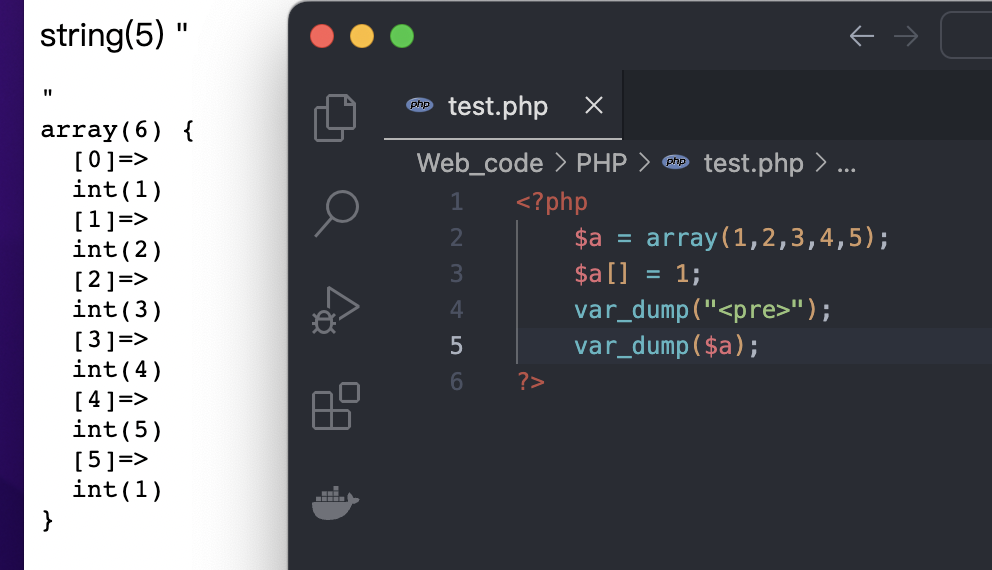 string(5) "
"
array(6) {
  [0]=>
  int(1)
  [1]=>
  int(2)
  [2]=>
  int(3)
  [3]=>
  int(4)
  [4]=>
  int(5)
  [5]=>
  int(1)
}
php test.php ×
Web_code > PHP > php test.php > ...
1 <?php
2     $a = array(1,2,3,4,5);
3     $a[] = 1;
4     var_dump("<pre>");
5     var_dump($a);
6 ?>